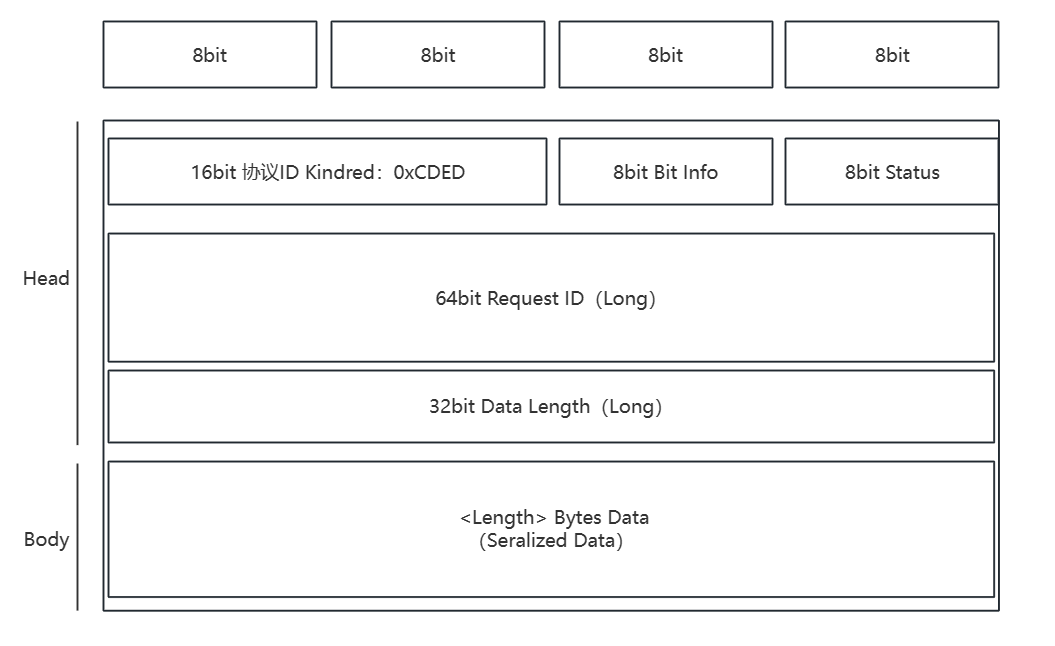 8bit
8bit
8bit
8bit
16bit 协议ID Kindred：0xCDED
8bit Bit Info
8bit Status
Head
64bit Request ID（Long）
32bit Data Length（Long）
<Length> Bytes Data
（Seralized Data）
Body